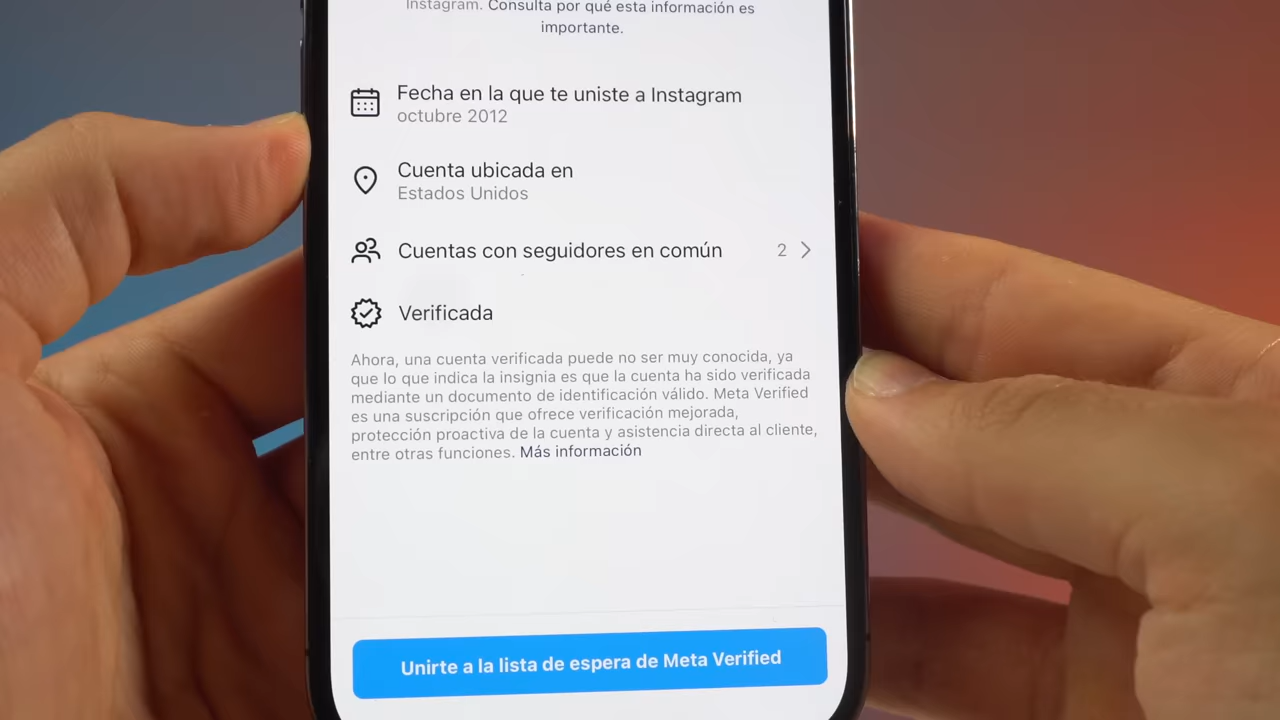 Instagram. Consulta por qué esta información es
importante.
Fecha en la que te uniste a Instagram
octubre 2012
Cuenta ubicada en
Estados Unidos
Cuentas con seguidores en común 2
Verificada
Ahora, una cuenta verificada puede no ser muy conocida, ya
que lo que indica la insignia es que la cuenta ha sido verificada
mediante un documento de identificación válido. Meta Verified
es una suscripción que ofrece verificación mejorada,
protección proactiva de la cuenta y asistencia directa al cliente,
entre otras funciones. Más información
Unirte a la lista de espera de Meta Verified